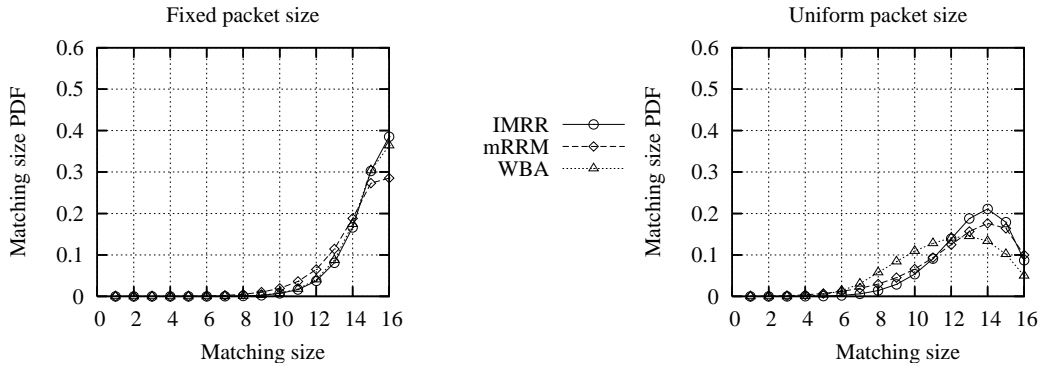 Fixed packet size
Matching size PDF
0.6
0.5
0.4
0.3
0.2
0.1
0
0 2 4 6 8 10 12 14 16
Matching size
IMRR
mRRM
WBA
Uniform packet size
Matching size PDF
0.6
0.5
0.4
0.3
0.2
0.1
0
0 2 4 6 8 10 12 14 16
Matching size